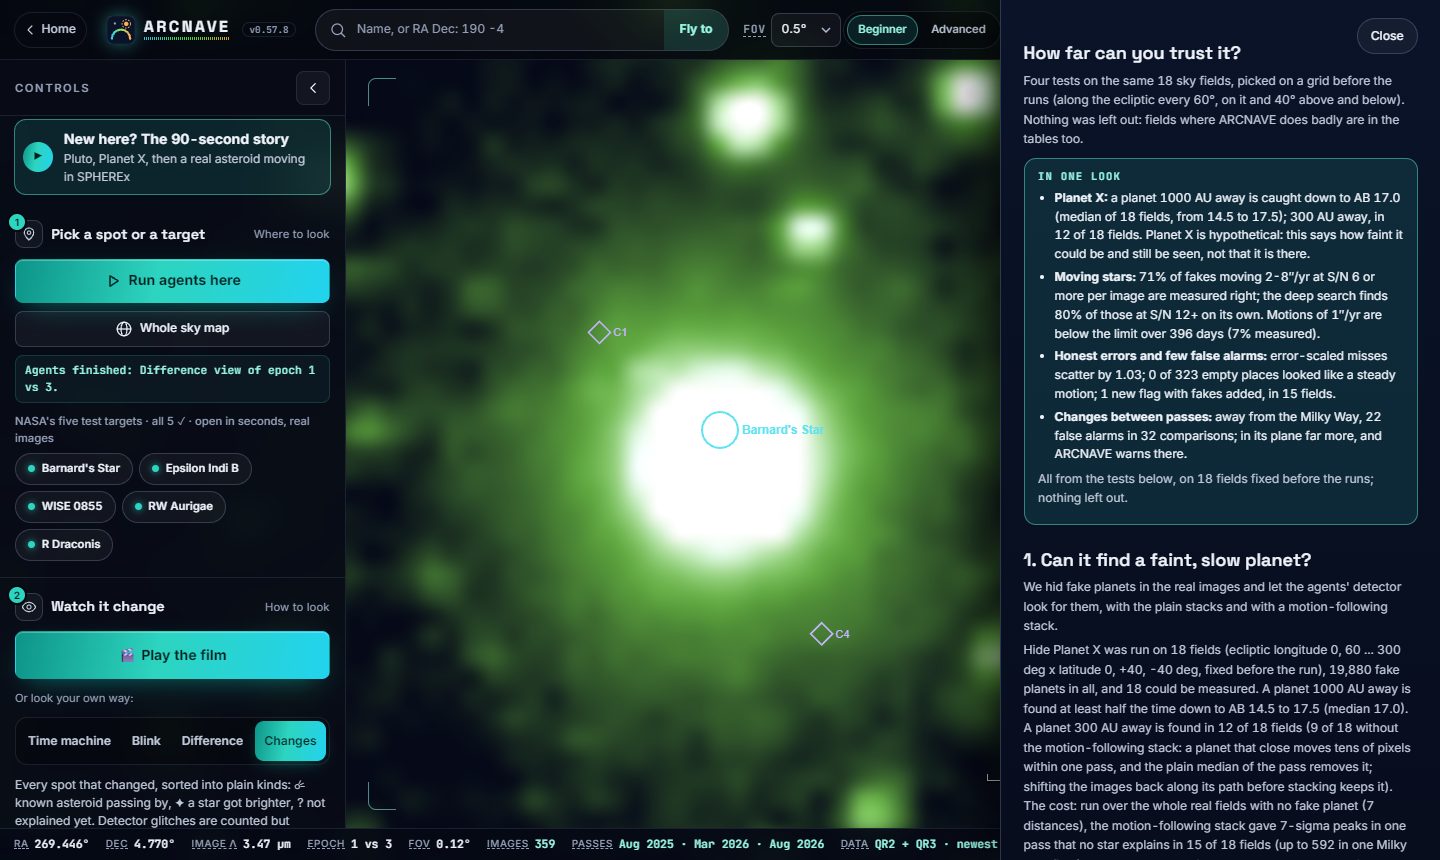 Home
ARCNAVE
v0.57.8
Name, or RA Dec: 190 -4
Fly to
FOV
0.5°
Beginner
Advanced
Close
CONTROLS
New here? The 90-second story
Pluto, Planet X, then a real asteroid moving
in SPHEREx
1
Pick a spot or a target
Where to look
Run agents here
Whole sky map
Agents finished: Difference view of epoch 1
vs 3.
NASA's five test targets · all 5 ✓ · open in seconds, real
images
Barnard's Star
Epsilon Indi B
WISE 0855
RW Aurigae
R Draconis
2
Watch it change
How to look
Play the film
Or look your own way:
Time machine
Blink
Difference
Changes
Every spot that changed, sorted into plain kinds: ☄
known asteroid passing by, ✦ a star got brighter, ? not
explained yet. Detector glitches are counted but
C1
Barnard's Star
C4
How far can you trust it?
Four tests on the same 18 sky fields, picked on a grid before the
runs (along the ecliptic every 60°, on it and 40° above and below).
Nothing was left out: fields where ARCNAVE does badly are in the
tables too.
IN ONE LOOK
• Planet X: a planet 1000 AU away is caught down to AB 17.0
(median of 18 fields, from 14.5 to 17.5); 300 AU away, in
12 of 18 fields. Planet X is hypothetical: this says how faint it
could be and still be seen, not that it is there.
• Moving stars: 71% of fakes moving 2-8″/yr at S/N 6 or
more per image are measured right; the deep search finds
80% of those at S/N 12+ on its own. Motions of 1″/yr are
below the limit over 396 days (7% measured).
• Honest errors and few false alarms: error-scaled misses
scatter by 1.03; 0 of 323 empty places looked like a steady
motion; 1 new flag with fakes added, in 15 fields.
• Changes between passes: away from the Milky Way, 22
false alarms in 32 comparisons; in its plane far more, and
ARCNAVE warns there.
All from the tests below, on 18 fields fixed before the runs;
nothing left out.
1. Can it find a faint, slow planet?
We hid fake planets in the real images and let the agents' detector
look for them, with the plain stacks and with a motion-following
stack.
Hide Planet X was run on 18 fields (ecliptic longitude 0, 60 ... 300
deg x latitude 0, +40, -40 deg, fixed before the run), 19,880 fake
planets in all, and 18 could be measured. A planet 1000 AU away is
found at least half the time down to AB 14.5 to 17.5 (median 17.0).
A planet 300 AU away is found in 12 of 18 fields (9 of 18 without
the motion-following stack: a planet that close moves tens of pixels
within one pass, and the plain median of the pass removes it;
shifting the images back along its path before stacking keeps it).
The cost: run over the whole real fields with no fake planet (7
distances), the motion-following stack gave 7-sigma peaks in one
pass that no star explains in 15 of 18 fields (up to 592 in one Milky
RA 269.446° DEC 4.770° IMAGE Λ 3.47 µm EPOCH 1 vs 3 FOV 0.12° IMAGES 359 PASSES Aug 2025 · Mar 2026 · Aug 2026 DATA QR2 + QR3 · newest